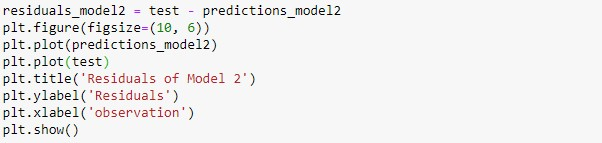 residuals_model2 = test - predictions_model2
plt.figure(figsize=(10, 6))
plt.plot(predictions_model2)
plt.plot(test)
plt.title('Residuals of Model 2')
plt.ylabel('Residuals')
plt.xlabel('observation')
plt.show()